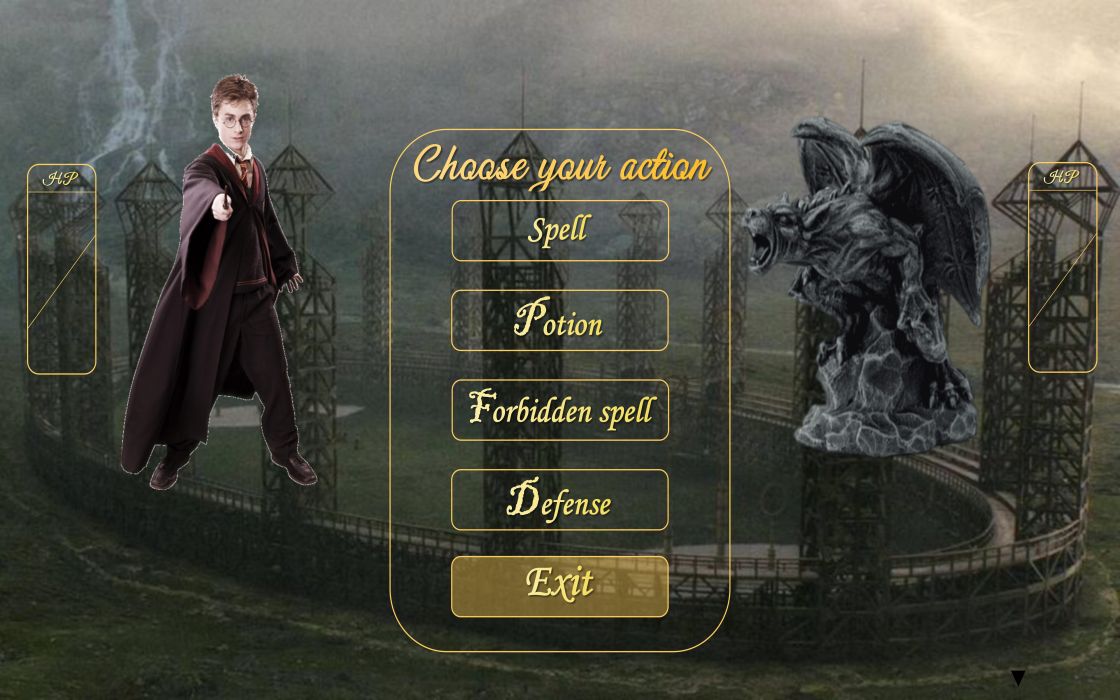 Choose your action
HP
HP
Spell
Potion
Forbidden spell
Defense
Exit